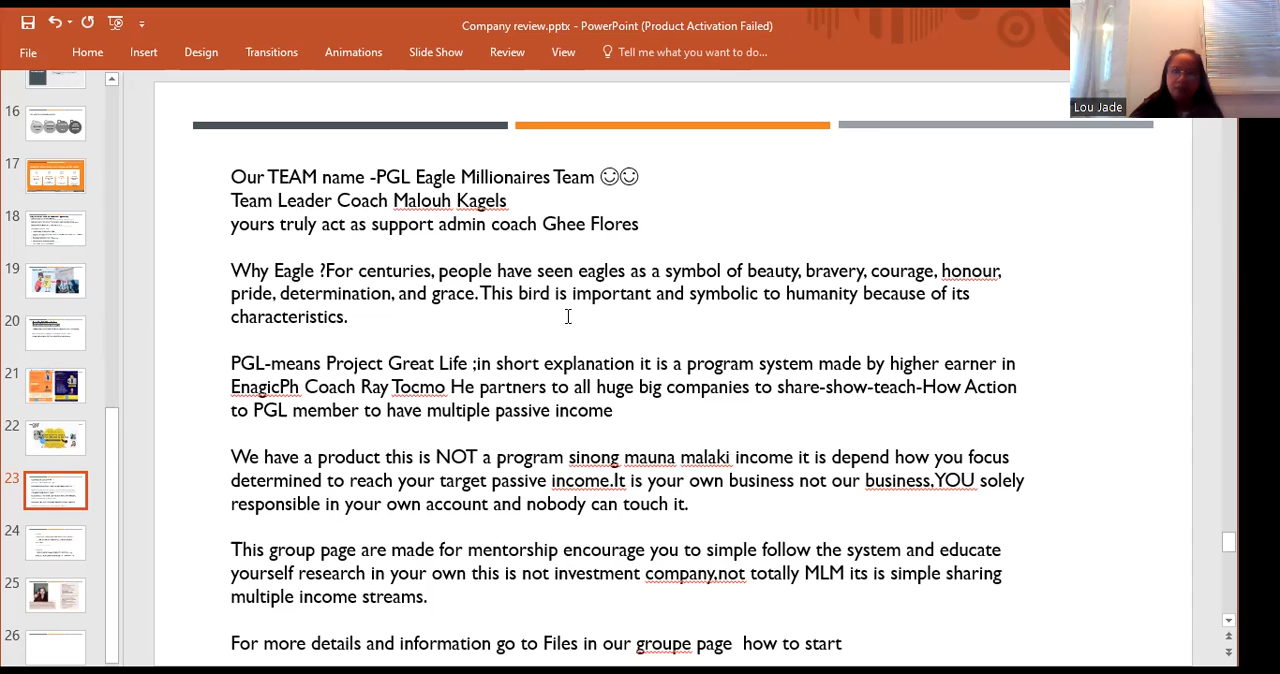 Company review.pptx - PowerPoint (Product Activation Failed)
File Home Insert Design Transitions Animations Slide Show Review View Tell me what you want to do...
Lou Jade
16
17
18
19
20
21
22
23
24
25
26
Our TEAM name -PGL Eagle Millionaires Team ☺☺
Team Leader Coach Malouh Kagels
yours truly act as support admin coach Ghee Flores
Why Eagle ?For centuries, people have seen eagles as a symbol of beauty, bravery, courage, honour,
pride, determination, and grace. This bird is important and symbolic to humanity because of its
characteristics.
PGL-means Project Great Life ;in short explanation it is a program system made by higher earner in
EnagicPh Coach Ray Tocmo He partners to all huge big companies to share-show-teach-How Action
to PGL member to have multiple passive income
We have a product this is NOT a program sinong mauna malaki income it is depend how you focus
determined to reach your target passive income.It is your own business not our business.YOU solely
responsible in your own account and nobody can touch it.
This group page are made for mentorship encourage you to simple follow the system and educate
yourself research in your own this is not investment company,not totally MLM its is simple sharing
multiple income streams.
For more details and information go to Files in our groupe page how to start